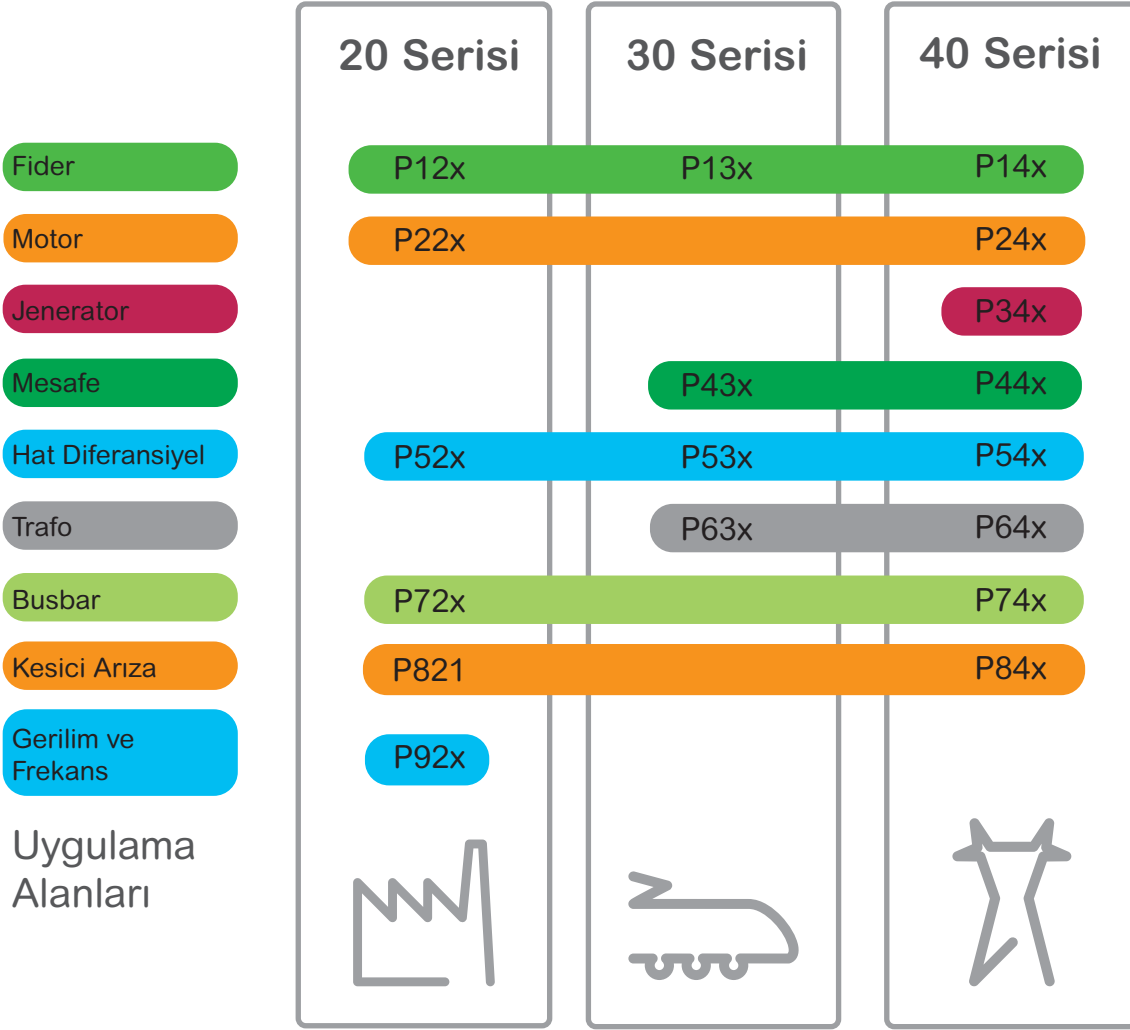 20 Serisi 30 Serisi 40 Serisi
Fider P12x P13x P14x
Motor P22x P24x
Jenerator P34x
Mesafe P43x P44x
Hat Diferansiyel P52x P53x P54x
Trafo P63x P64x
Busbar P72x P74x
Kesici Arıza P821 P84x
Gerilim ve
Frekans P92x
Uygulama
Alanları